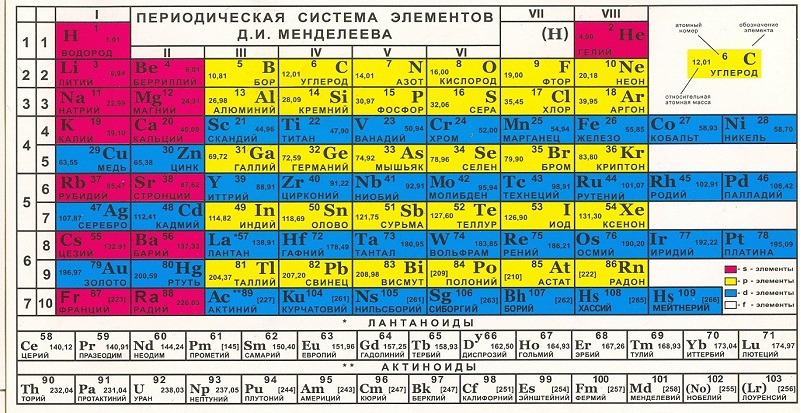 I ПЕРИОДИЧЕСКАЯ СИСТЕМА ЭЛЕМЕНТОВ VII VIII
Д.И. МЕНДЕЛЕЕВА
II III IV V VI
1 1 H 1 1,01 ВОДОРОД (H) 2 He 4,00 ГЕЛИЙ
атомный номер
обозначение элемента
12,01 6 C УГЛЕРОД
относительная атомная масса
2 2 Li 3 6,94 ЛИТИЙ Be 4 9,01 БЕРИЛЛИЙ 5 B 10,81 БОР 6 C 12,01 УГЛЕРОД 7 N 14,01 АЗОТ 8 O 16,00 КИСЛОРОД 9 F 19,00 ФТОР 10 Ne 20,18 НЕОН
3 3 Na 11 22,99 НАТРИЙ Mg 12 24,31 МАГНИЙ 13 Al 26,98 АЛЮМИНИЙ 14 Si 28,09 КРЕМНИЙ 15 P 30,97 ФОСФОР 16 S 32,06 СЕРА 17 Cl 35,45 ХЛОР 18 Ar 39,95 АРГОН
4 4 K 19 39,10 КАЛИЙ Ca 20 40,08 КАЛЬЦИЙ Sc 21 44,96 СКАНДИЙ Ti 22 47,90 ТИТАН V 23 50,94 ВАНАДИЙ Cr 24 52,00 ХРОМ Mn 25 54,94 МАРГАНЕЦ Fe 26 55,85 ЖЕЛЕЗО Co 27 58,93 КОБАЛЬТ Ni 28 58,70 НИКЕЛЬ
5 29 Cu 63,55 МЕДЬ 30 Zn 65,38 ЦИНК 31 Ga 69,72 ГАЛЛИЙ 32 Ge 72,59 ГЕРМАНИЙ 33 As 74,92 МЫШЬЯК 34 Se 78,96 СЕЛЕН 35 Br 79,90 БРОМ 36 Kr 83,80 КРИПТОН
5 6 Rb 37 85,47 РУБИДИЙ Sr 38 87,62 СТРОНЦИЙ Y 39 88,91 ИТТРИЙ Zr 40 91,22 ЦИРКОНИЙ Nb 41 92,91 НИОБИЙ Mo 42 95,94 МОЛИБДЕН Tc 43 98,91 ТЕХНЕЦИЙ Ru 44 101,07 РУТЕНИЙ Rh 45 102,91 РОДИЙ Pd 46 106,42 ПАЛЛАДИЙ
7 47 Ag 107,87 СЕРЕБРО 48 Cd 112,41 КАДМИЙ 49 In 114,82 ИНДИЙ 50 Sn 118,69 ОЛОВО 51 Sb 121,75 СУРЬМА 52 Te 127,60 ТЕЛЛУР 53 I 126,90 ИОД 54 Xe 131,30 КСЕНОН
6 8 Cs 55 132,91 ЦЕЗИЙ Ba 56 137,33 БАРИЙ La *57 138,91 ЛАНТАН Hf 72 178,49 ГАФНИЙ Ta 73 180,95 ТАНТАЛ W 74 183,85 ВОЛЬФРАМ Re 75 186,21 РЕНИЙ Os 76 190,20 ОСМИЙ Ir 77 192,22 ИРИДИЙ Pt 78 195,09 ПЛАТИНА
9 79 Au 196,97 ЗОЛОТО 80 Hg 200,59 РТУТЬ 81 Tl 204,37 ТАЛЛИЙ 82 Pb 207,20 СВИНЕЦ 83 Bi 208,98 ВИСМУТ 84 Po [209] ПОЛОНИЙ 85 At [210] АСТАТ 86 Rn [222] РАДОН
7 10 Fr 87 [223] ФРАНЦИЙ Ra 88 226,03 РАДИЙ Ac **89 [227] АКТИНИЙ Ku 104 [261] КУРЧАТОВИЙ Ns 105 [261] НИЛЬСБОРИЙ Sg 106 [263] СИБОРГИЙ Bh 107 [262] БОРИЙ Hs 108 [265] ХАССИЙ Hs 109 [266] МЕЙТНЕРИЙ
- s - элементы
- p - элементы
- d - элементы
- f - элементы
* ЛАНТАНОИДЫ
58 Ce 140,12 ЦЕРИЙ 59 Pr 140,91 ПРАЗЕОДИМ 60 Nd 144,24 НЕОДИМ 61 Pm [145] ПРОМЕТИЙ 62 Sm 150,40 САМАРИЙ 63 Eu 151,96 ЕВРОПИЙ 64 Gd 157,25 ГАДОЛИНИЙ 65 Tb 158,93 ТЕРБИЙ 66 Dy 162,50 ДИСПРОЗИЙ 67 Ho 164,93 ГОЛЬМИЙ 68 Er 167,26 ЭРБИЙ 69 Tm 168,93 ТУЛИЙ 70 Yb 173,04 ИТТЕРБИЙ 71 Lu 174,97 ЛЮТЕЦИЙ
** АКТИНОИДЫ
90 Th 232,04 ТОРИЙ 91 Pa 231,04 ПРОТАКТИНИЙ 92 U 238,03 УРАН 93 Np 237,05 НЕПТУНИЙ 94 Pu [244] ПЛУТОНИЙ 95 Am [243] АМЕРИЦИЙ 96 Cm [247] КЮРИЙ 97 Bk [247] БЕРКЛИЙ 98 Cf [251] КАЛИФОРНИЙ 99 Es [254] ЭЙНШТЕЙНИЙ 100 Fm [257] ФЕРМИЙ 101 Md [258] МЕНДЕЛЕВИЙ 102 (No) [255] НОБЕЛИЙ 103 (Lr) [256] ЛОУРЕНСИЙ